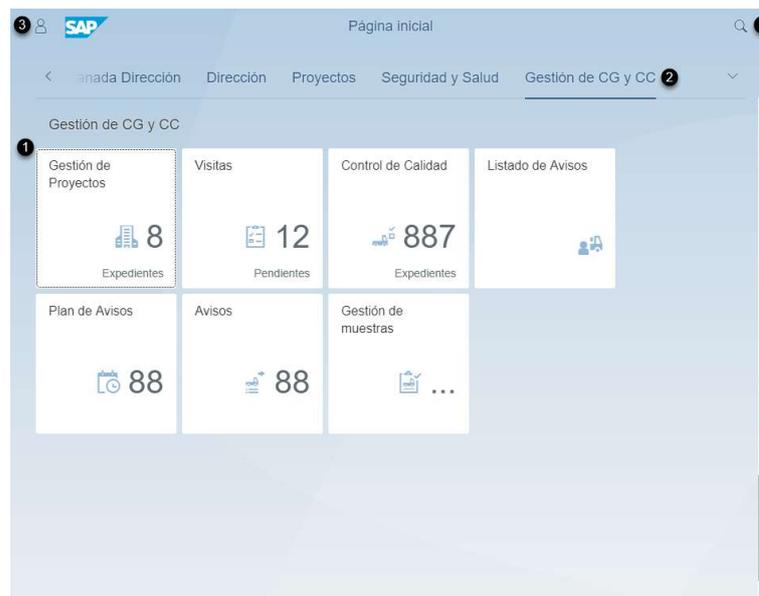 3 SAP Página inicial
anada Dirección Dirección Proyectos Seguridad y Salud Gestión de CG y CC 2
Gestión de CG y CC
1
Gestión de
Proyectos
8
Expedientes
Visitas
12
Pendientes
Control de Calidad
887
Expedientes
Listado de Avisos
Plan de Avisos
88
Avisos
88
Gestión de
muestras
...